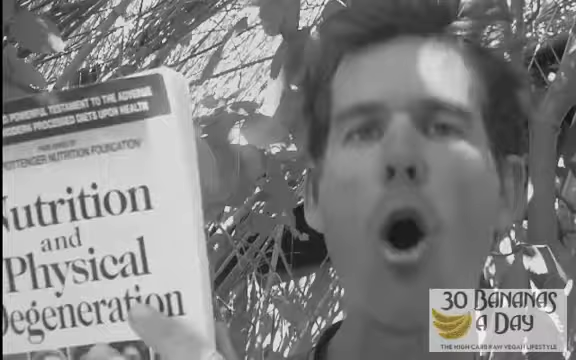 POWERFUL TESTAMENT TO THE ADVERSE
MODERN PROCESSED DIETS UPON HEALTH
POTTENGER NUTRITION FOUNDATION
Nutrition
and
Physical
Degeneration
30 BANANAS
A DAY
THE HIGH CARB RAW VEGAN LIFESTYLE